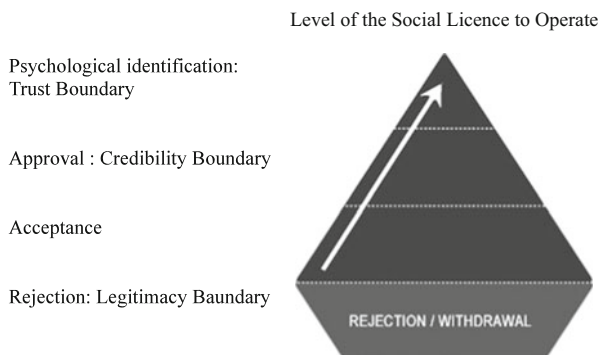 Level of the Social Licence to Operate
Psychological identification:
Trust Boundary
Approval : Credibility Boundary
Acceptance
Rejection: Legitimacy Baundary
REJECTION / WITHDRAWAL